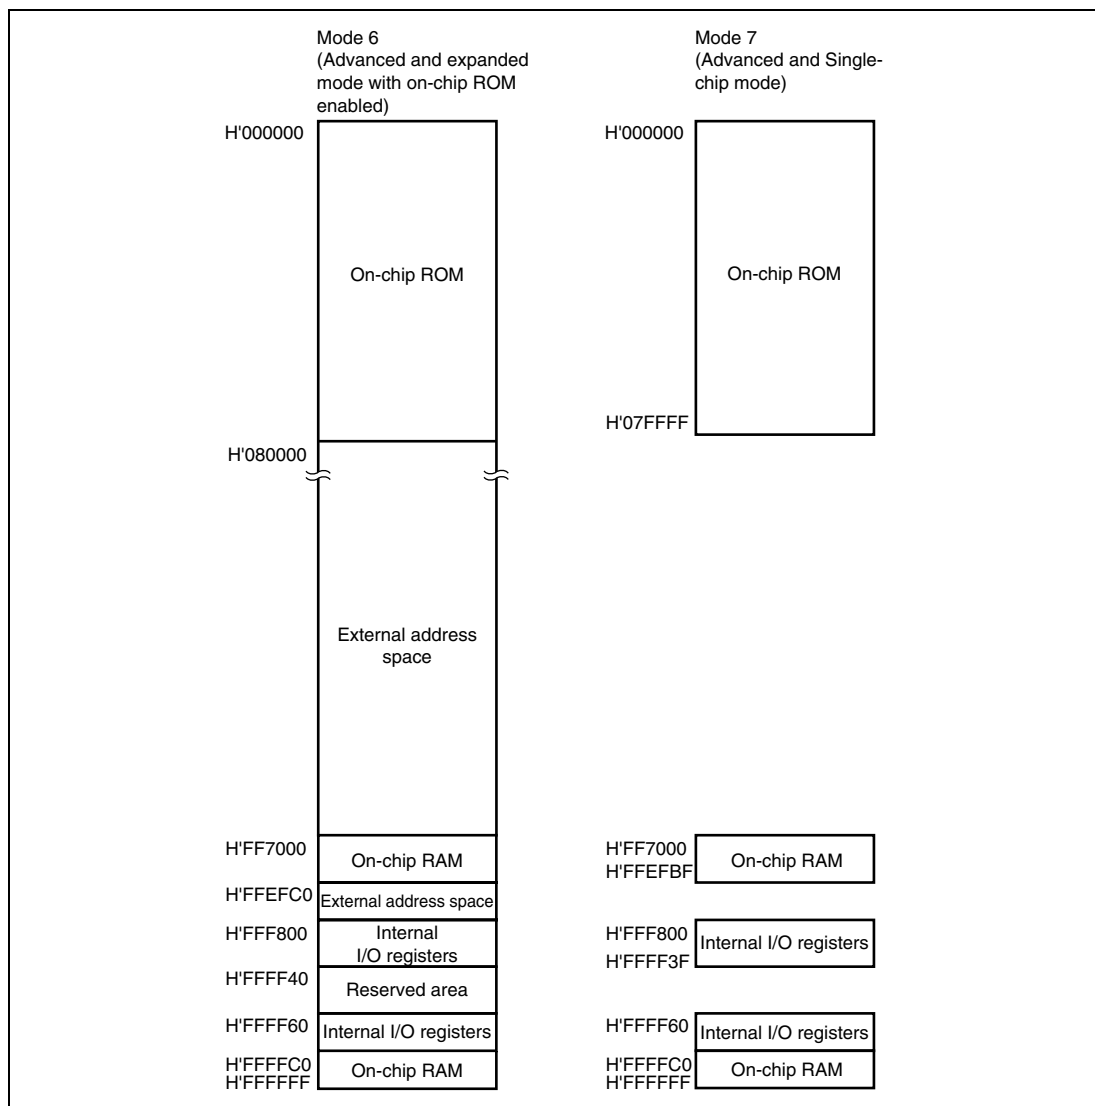 Mode 6
(Advanced and expanded
mode with on-chip ROM
enabled)
H'000000
On-chip ROM
H'080000
External address
space
H'FF7000
On-chip RAM
H'FFEFC0
External address space
H'FFF800
Internal
I/O registers
H'FFFF40
Reserved area
H'FFFF60
Internal I/O registers
H'FFFFC0
On-chip RAM
H'FFFFFF
Mode 7
(Advanced and Single-
chip mode)
H'000000
On-chip ROM
H'07FFFF
H'FF7000
On-chip RAM
H'FFEFBF
H'FFF800
Internal I/O registers
H'FFFF3F
H'FFFF60
Internal I/O registers
H'FFFFC0
On-chip RAM
H'FFFFFF